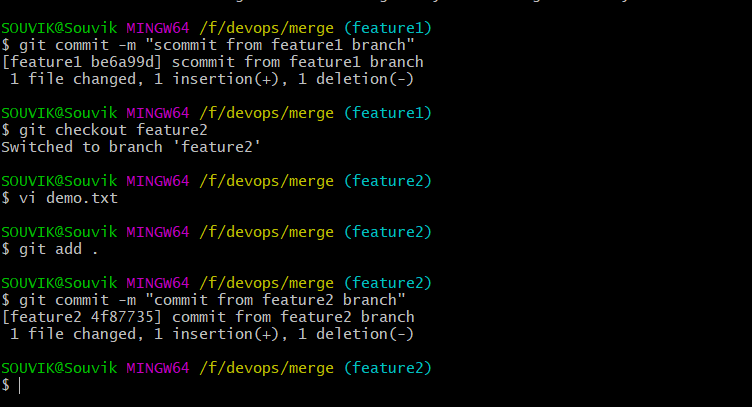 SOUVIK@Souvik MINGW64 /f/devops/merge (feature1)
$ git commit -m "scommit from feature1 branch"
[feature1 be6a99d] scommit from feature1 branch
 1 file changed, 1 insertion(+), 1 deletion(-)

SOUVIK@Souvik MINGW64 /f/devops/merge (feature1)
$ git checkout feature2
Switched to branch 'feature2'

SOUVIK@Souvik MINGW64 /f/devops/merge (feature2)
$ vi demo.txt

SOUVIK@Souvik MINGW64 /f/devops/merge (feature2)
$ git add .

SOUVIK@Souvik MINGW64 /f/devops/merge (feature2)
$ git commit -m "commit from feature2 branch"
[feature2 4f87735] commit from feature2 branch
 1 file changed, 1 insertion(+), 1 deletion(-)

SOUVIK@Souvik MINGW64 /f/devops/merge (feature2)
$